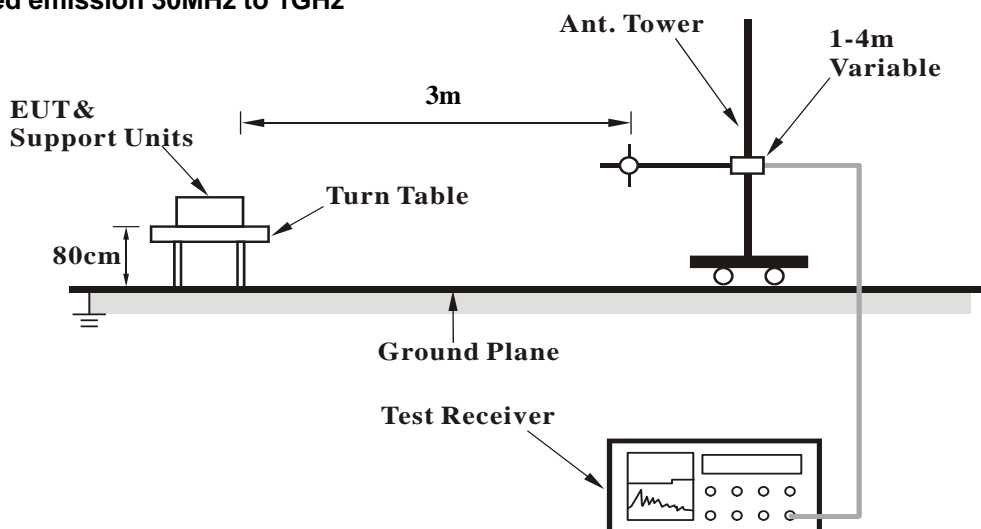 ed emission 30MHz to 1GHz
Ant. Tower
1-4m
Variable
3m
EUT&
Support Units
Turn Table
80cm
Ground Plane
Test Receiver